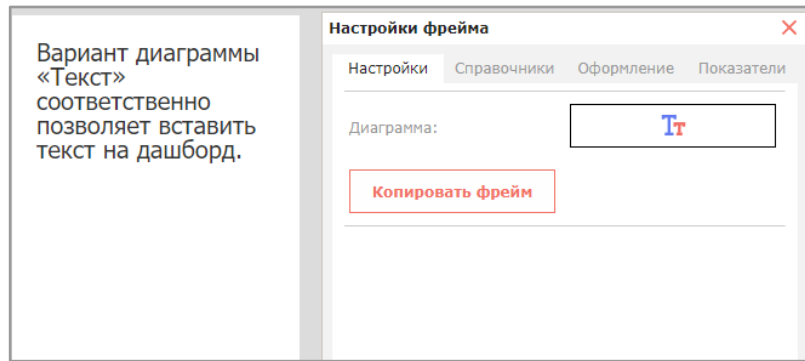 Вариант диаграммы
«Текст»
соответственно
позволяет вставить
текст на дашборд.
Настройки фрейма
Настройки Справочники Оформление Показатели
Диаграмма:
Tт
Копировать фрейм